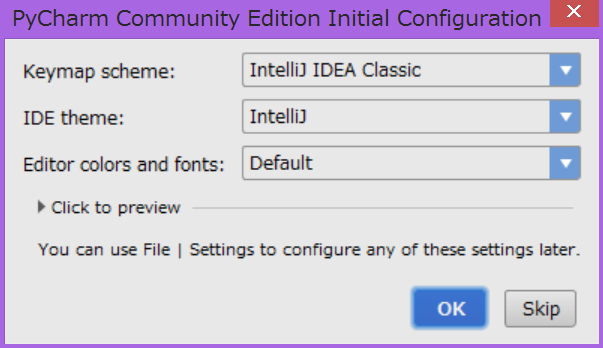 PyCharm Community Edition Initial Configuration
Keymap scheme: IntelliJ IDEA Classic
IDE theme: IntelliJ
Editor colors and fonts: Default
Click to preview
You can use File | Settings to configure any of these settings later.
OK Skip